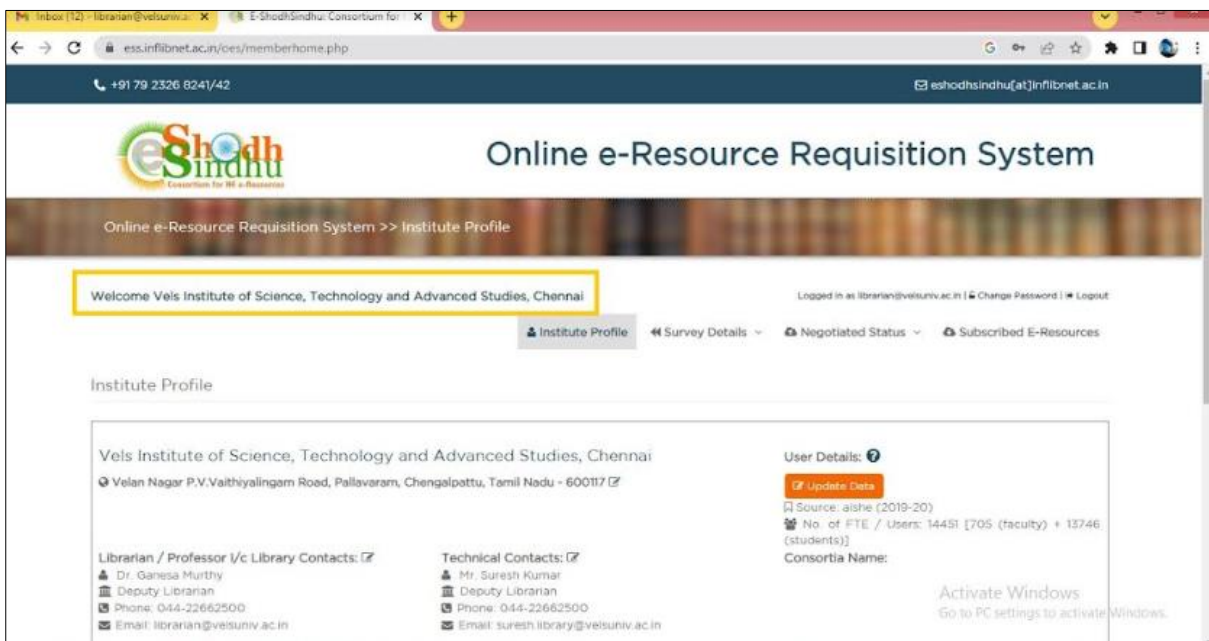 Inbox (12) - librarian@velsuniv.a
E-ShodhSindhu: Consortium for
ess.inflibnet.ac.in/oes/memberhome.php
+91 79 2326 8241/42
eshodhsindhu[at]inflibnet.ac.in
eShodh Sindhu
Consortium for HE e-Resources
Online e-Resource Requisition System
Online e-Resource Requisition System >> Institute Profile
Welcome Vels Institute of Science, Technology and Advanced Studies, Chennai
Logged in as librarian@velsuniv.ac.in | Change Password | Logout
Institute Profile Survey Details Negotiated Status Subscribed E-Resources
Institute Profile
Vels Institute of Science, Technology and Advanced Studies, Chennai
Velan Nagar P.V.Vaithiyalingam Road, Pallavaram, Chengalpattu, Tamil Nadu - 600117
User Details:
Update Data
Source: aishe (2019-20)
No. of FTE / Users: 14451 [705 (faculty) + 13746
(students)]
Consortia Name:
Librarian / Professor I/c Library Contacts:
Dr. Ganesa Murthy
Deputy Librarian
Phone: 044-22662500
Email: librarian@velsuniv.ac.in
Technical Contacts:
Mr. Suresh Kumar
Deputy Librarian
Phone: 044-22662500
Email: suresh.library@velsuniv.ac.in
Activate Windows
Go to PC settings to activate Windows.